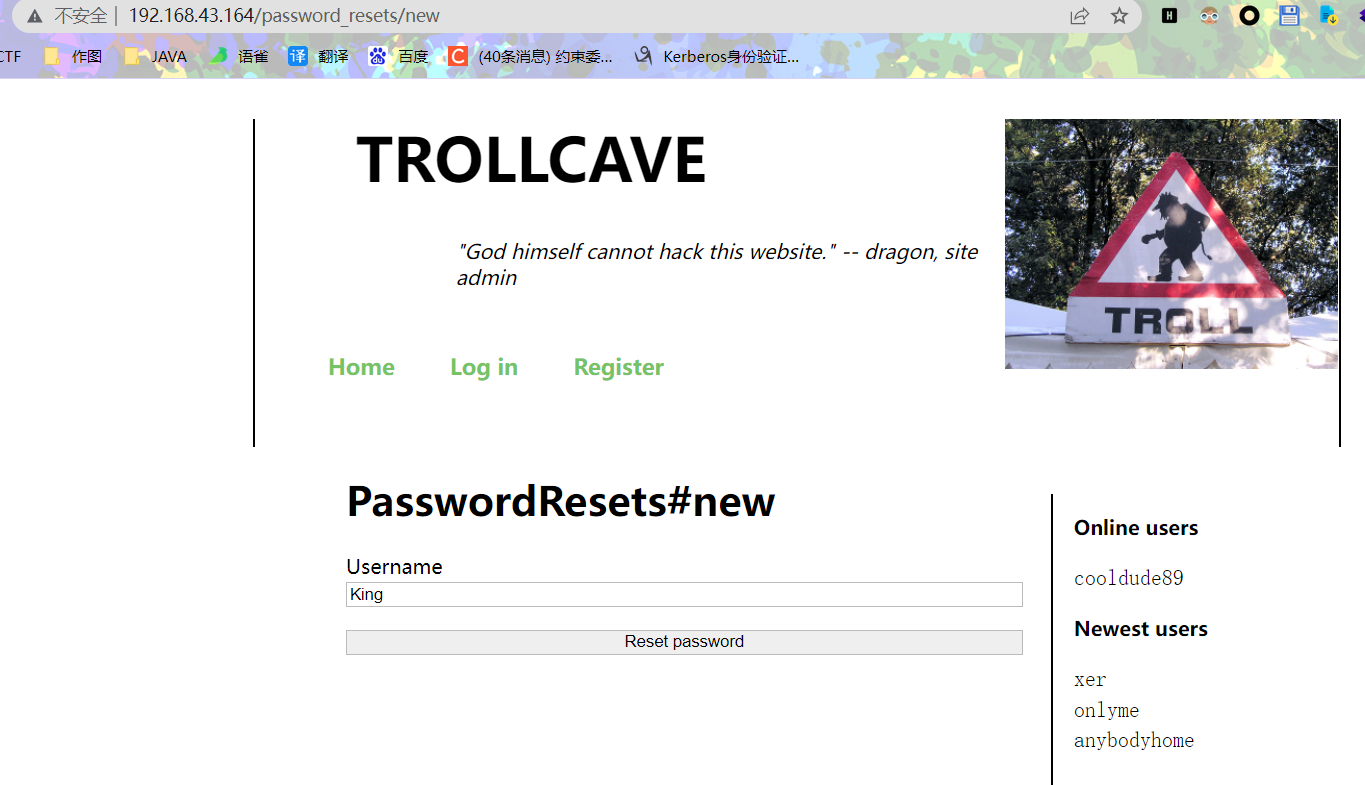 不安全 | 192.168.43.164/password_resets/new
CTF 作图 JAVA 语雀 译 翻译 百度 C (40条消息) 约束委... Kerberos身份验证...
TROLLCAVE
"God himself cannot hack this website." -- dragon, site
admin
TROLL
Home Log in Register
PasswordResets#new
Username
King
Reset password
Online users
cooldude89
Newest users
xer
onlyme
anybodyhome